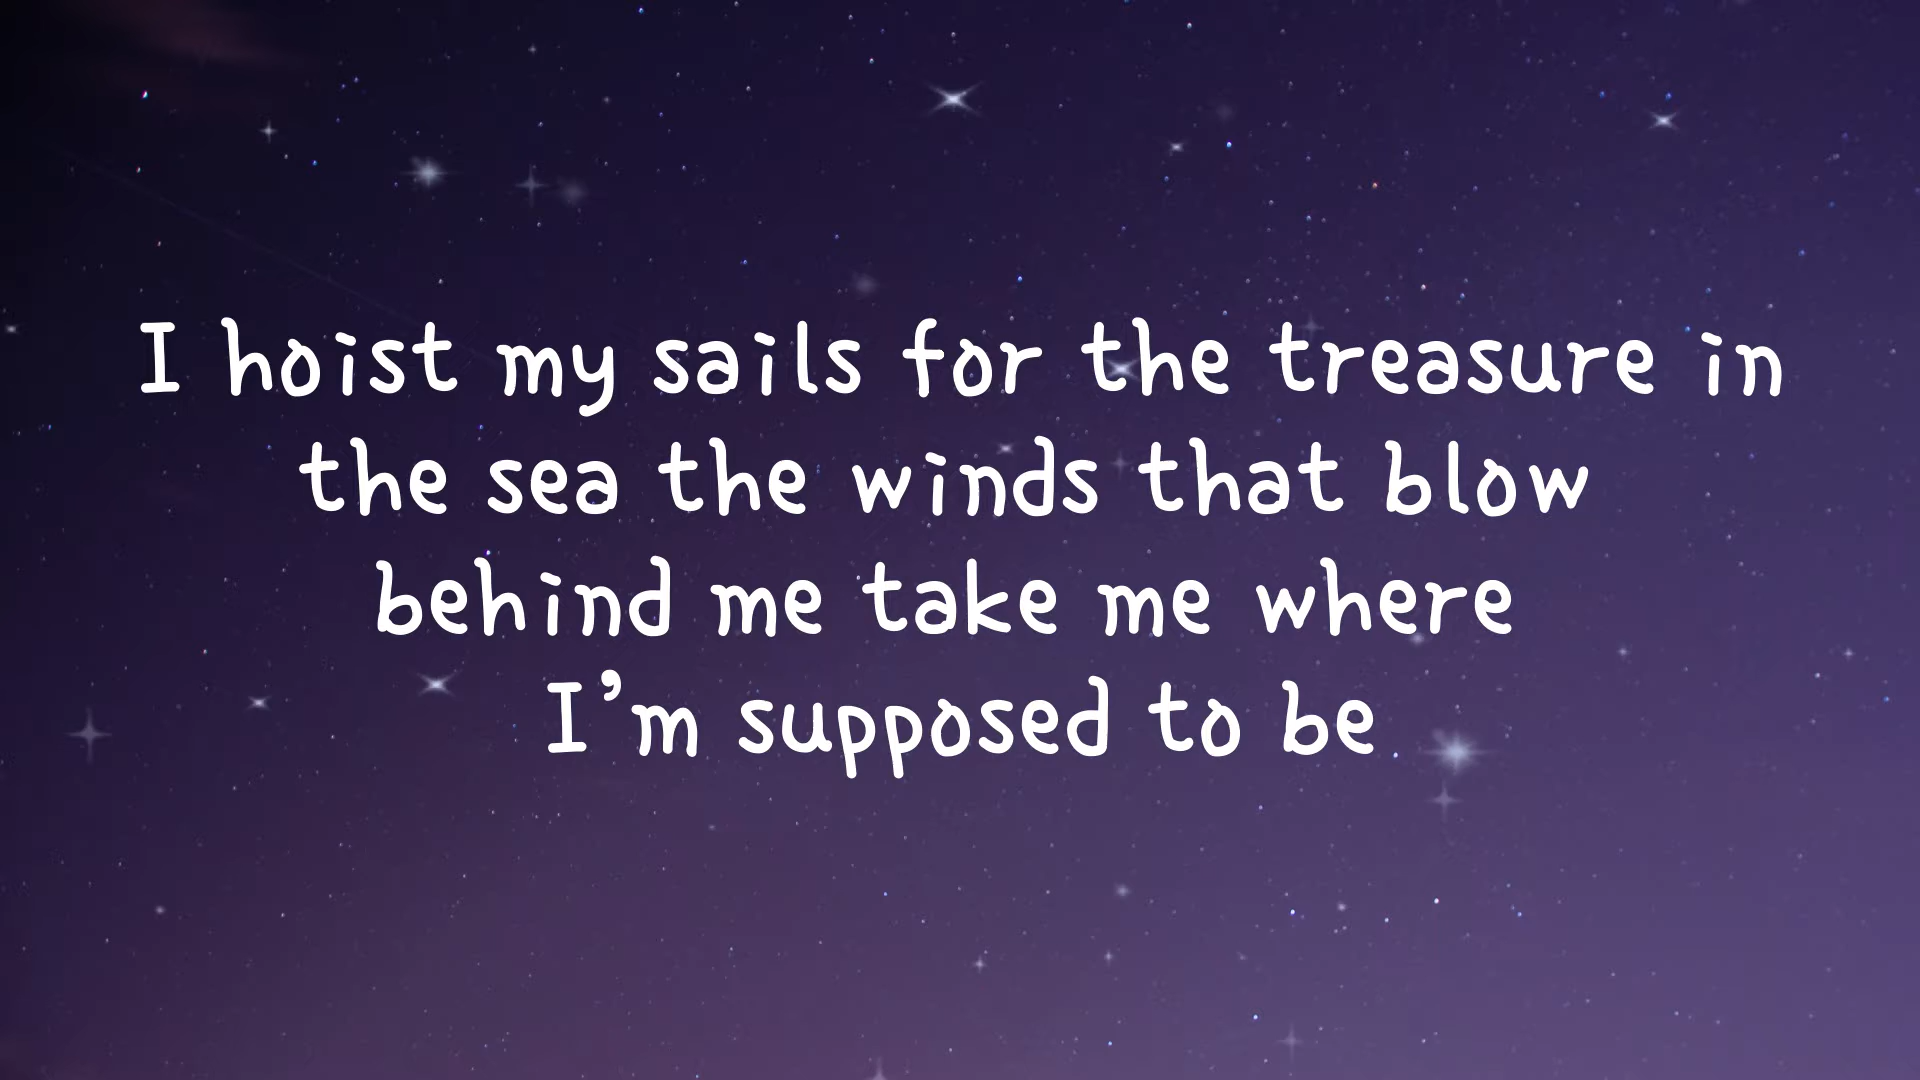 I hoist my sails for the treasure in
the sea the winds that blow
behind me take me where
I’m supposed to be